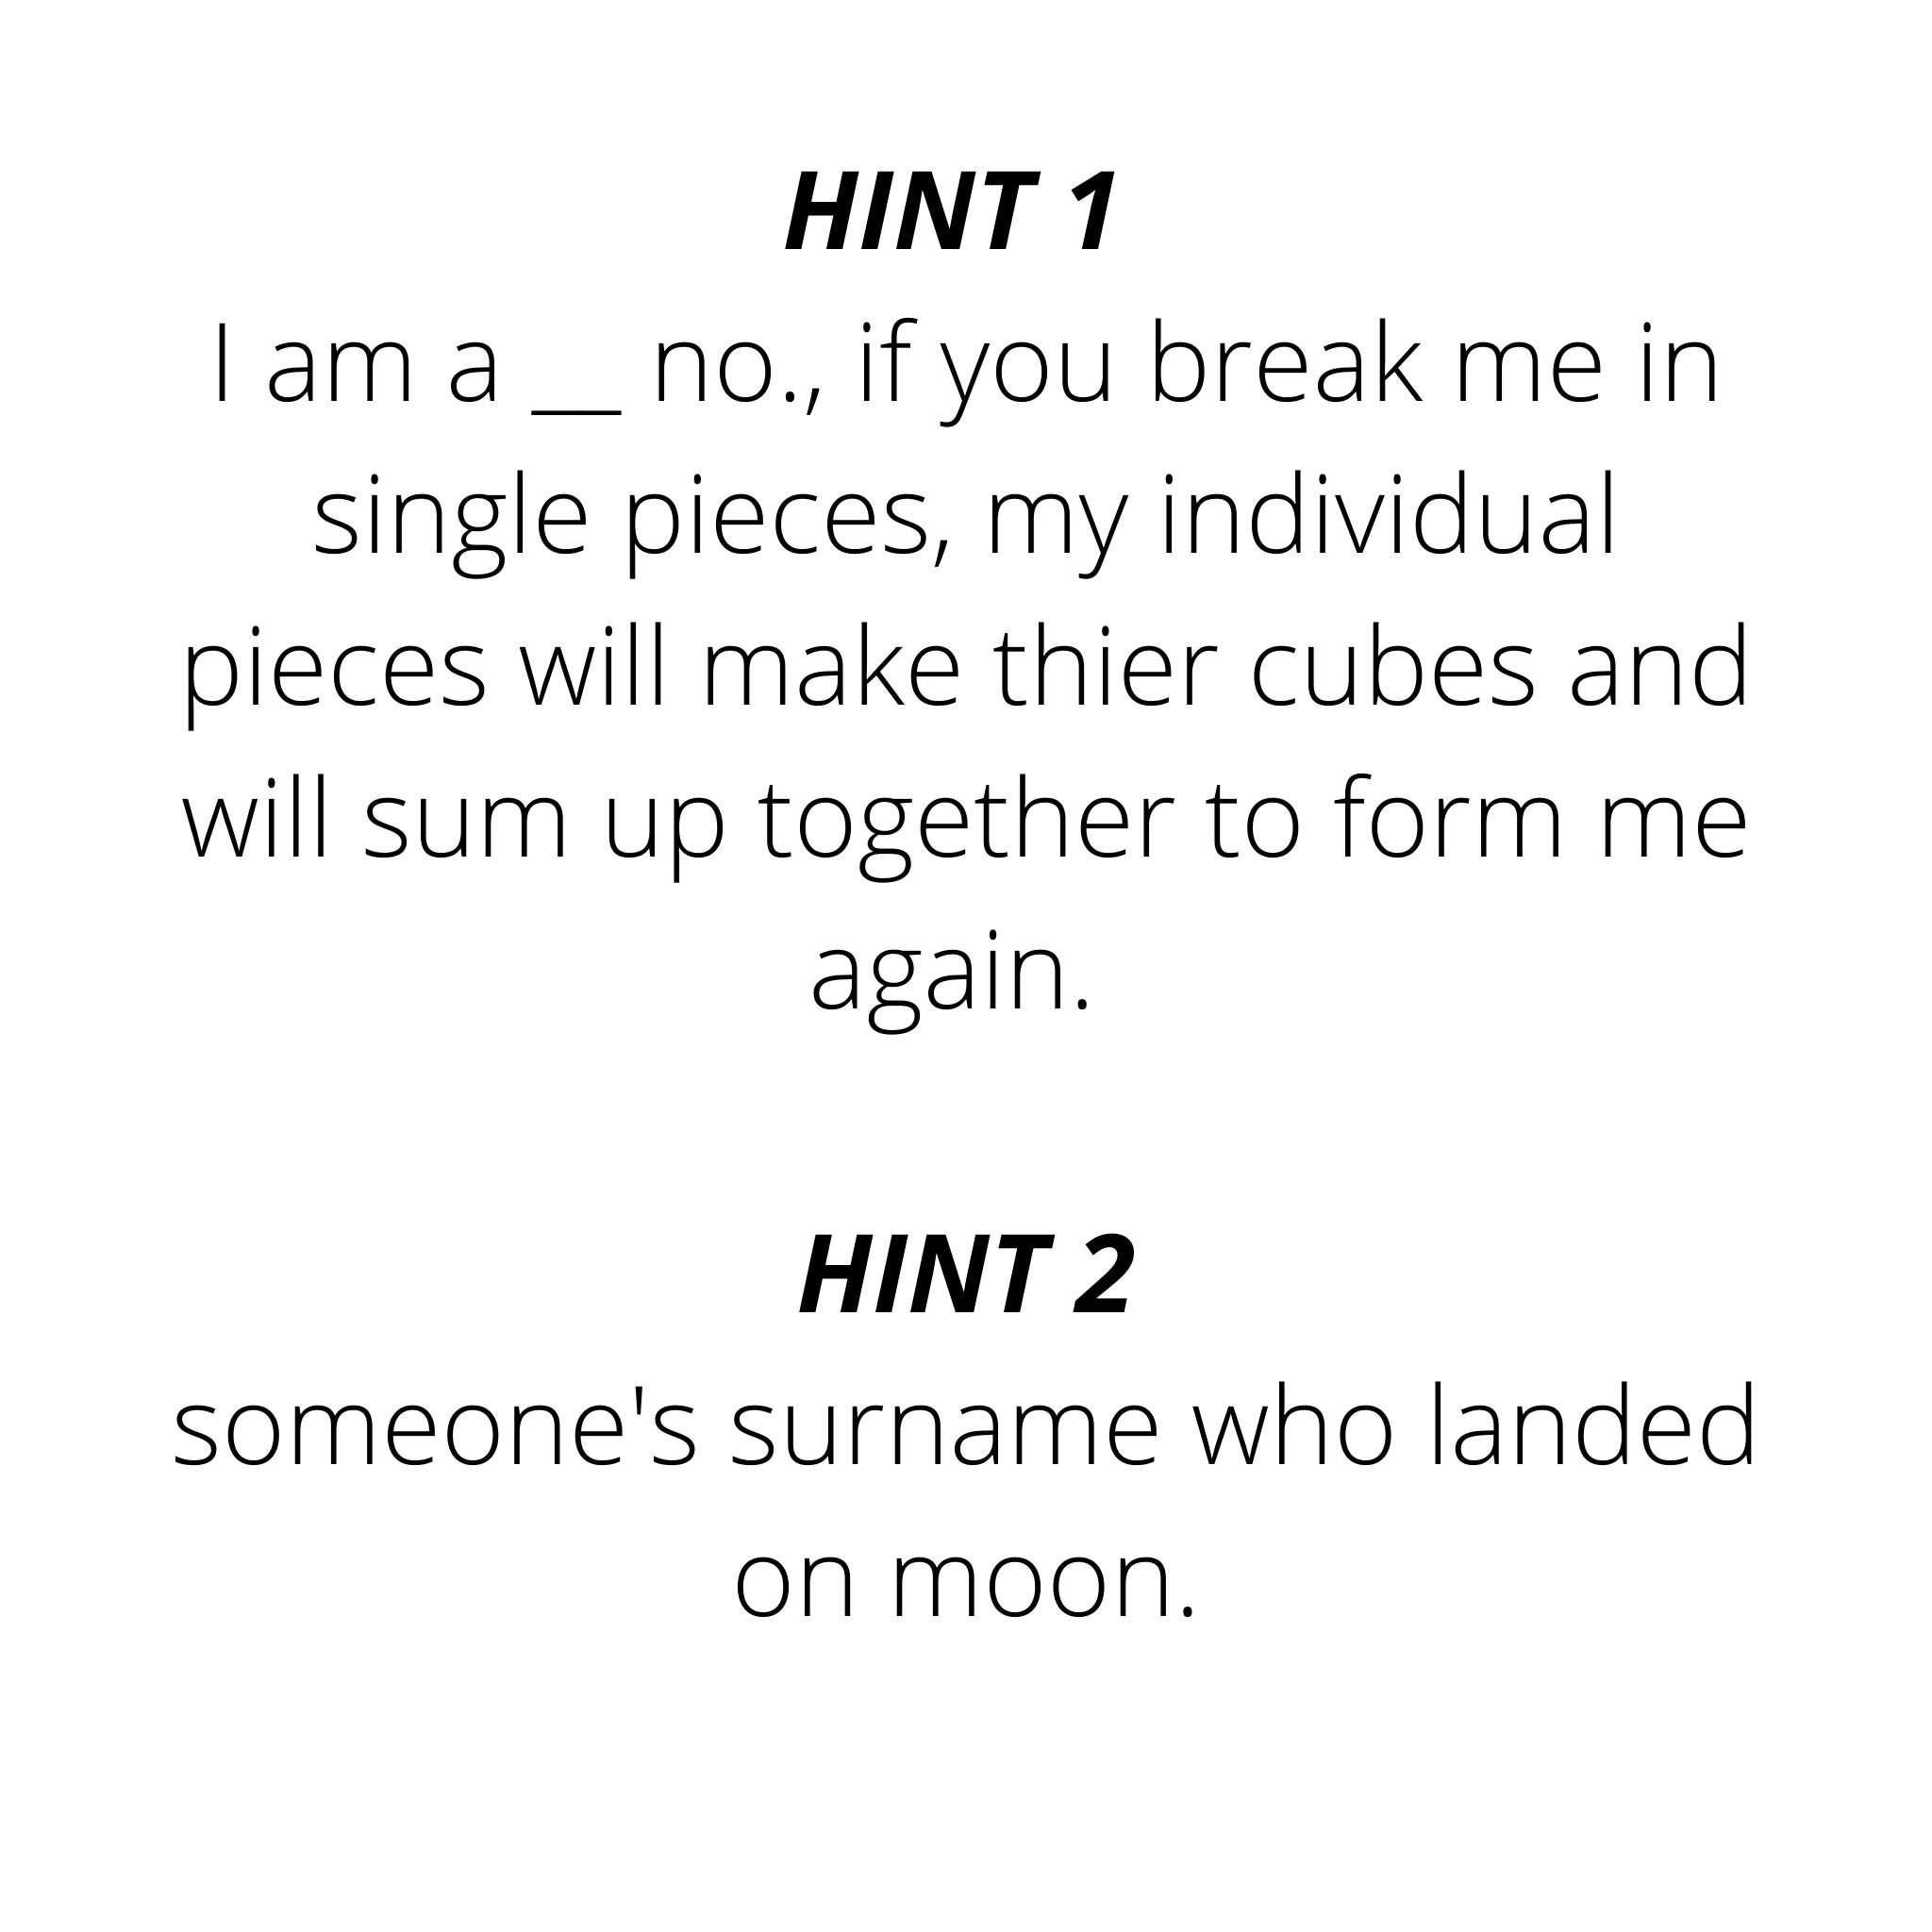 HINT 1
I am a __ no., if you break me in
single pieces, my individual
pieces will make thier cubes and
will sum up together to form me
again.
HINT 2
someone's surname who landed
on moon.